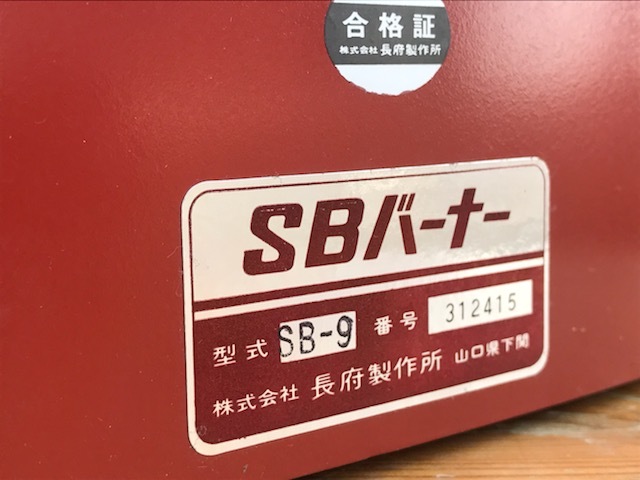 合格証
株式会社 長府製作所
SBバーナー
型式 SB-9 番号 312415
株式会社 長府製作所 山口県下関